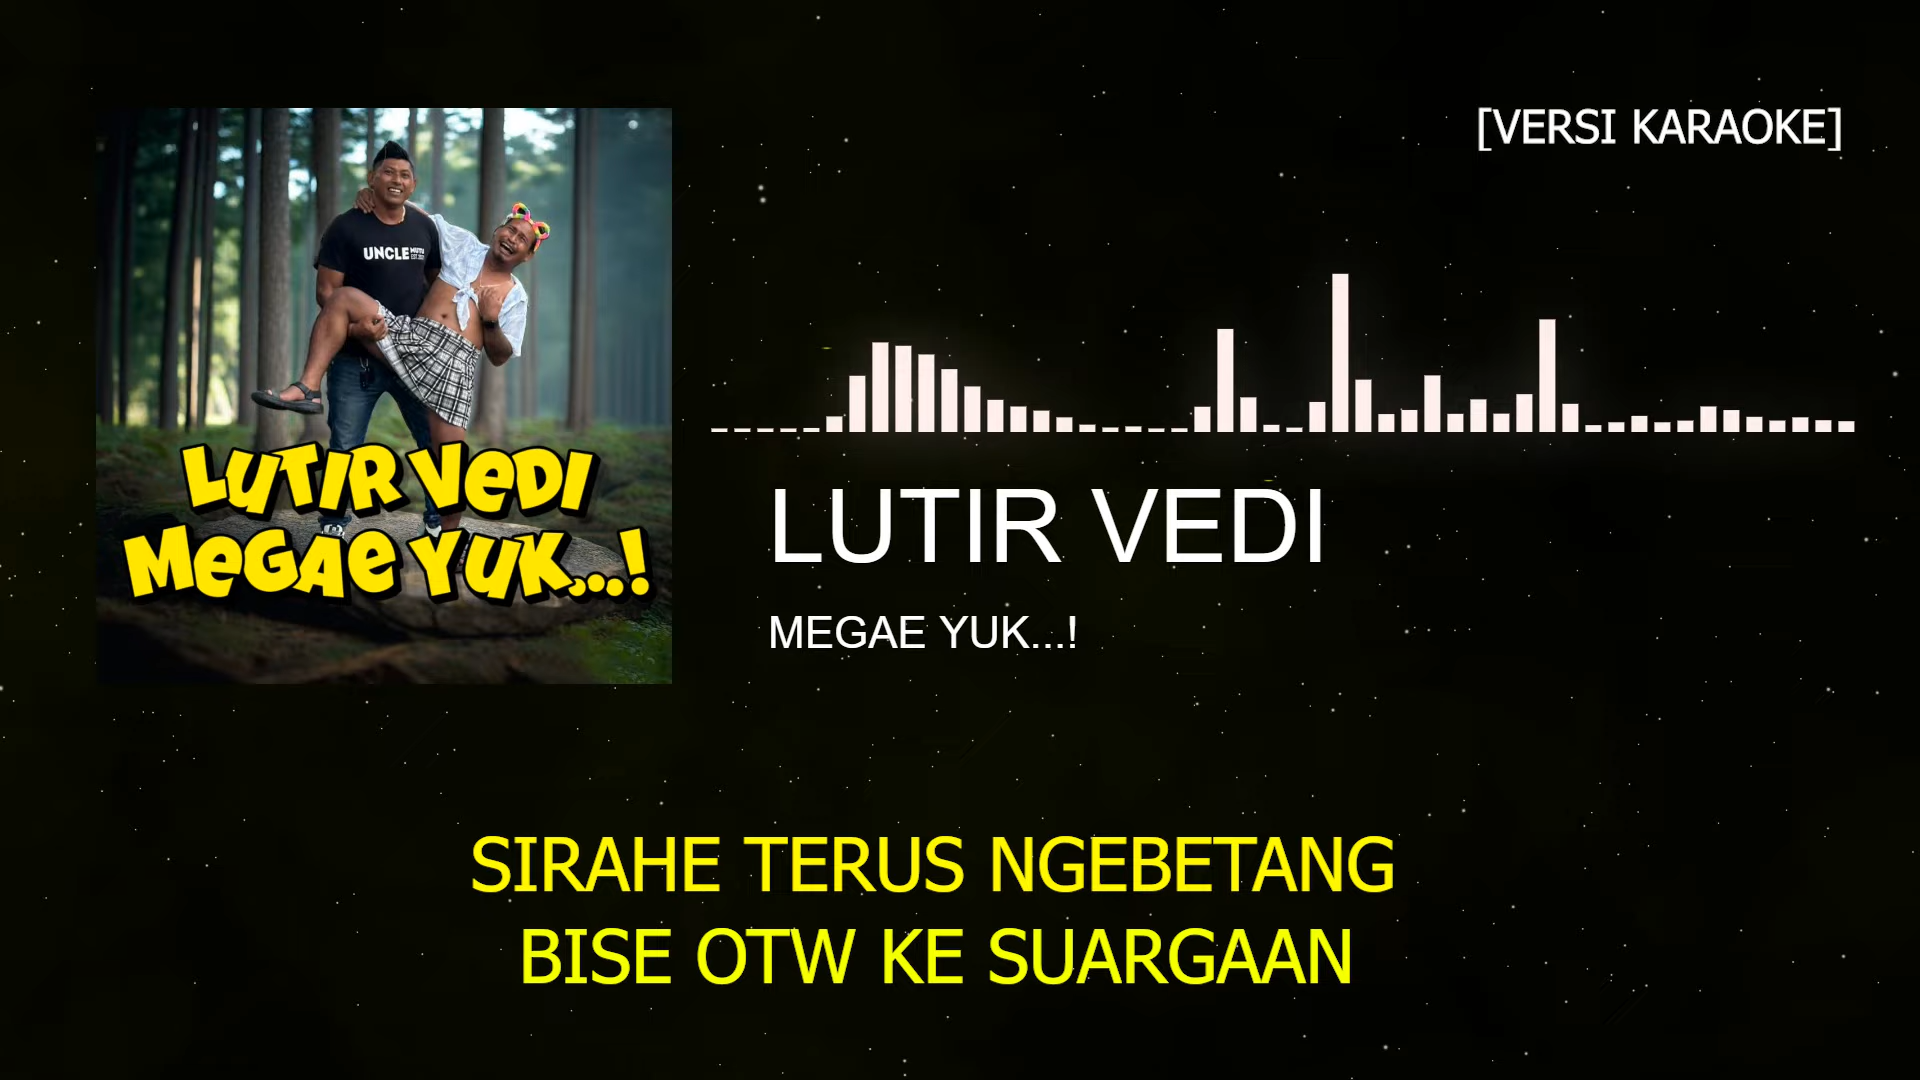 [VERSI KARAOKE]
UNCLE
LUTIR VEDI
MEGAE YUK...!
LUTIR VEDI
MEGAE YUK...!
SIRAHE TERUS NGEBETANG
BISE OTW KE SUARGAAN